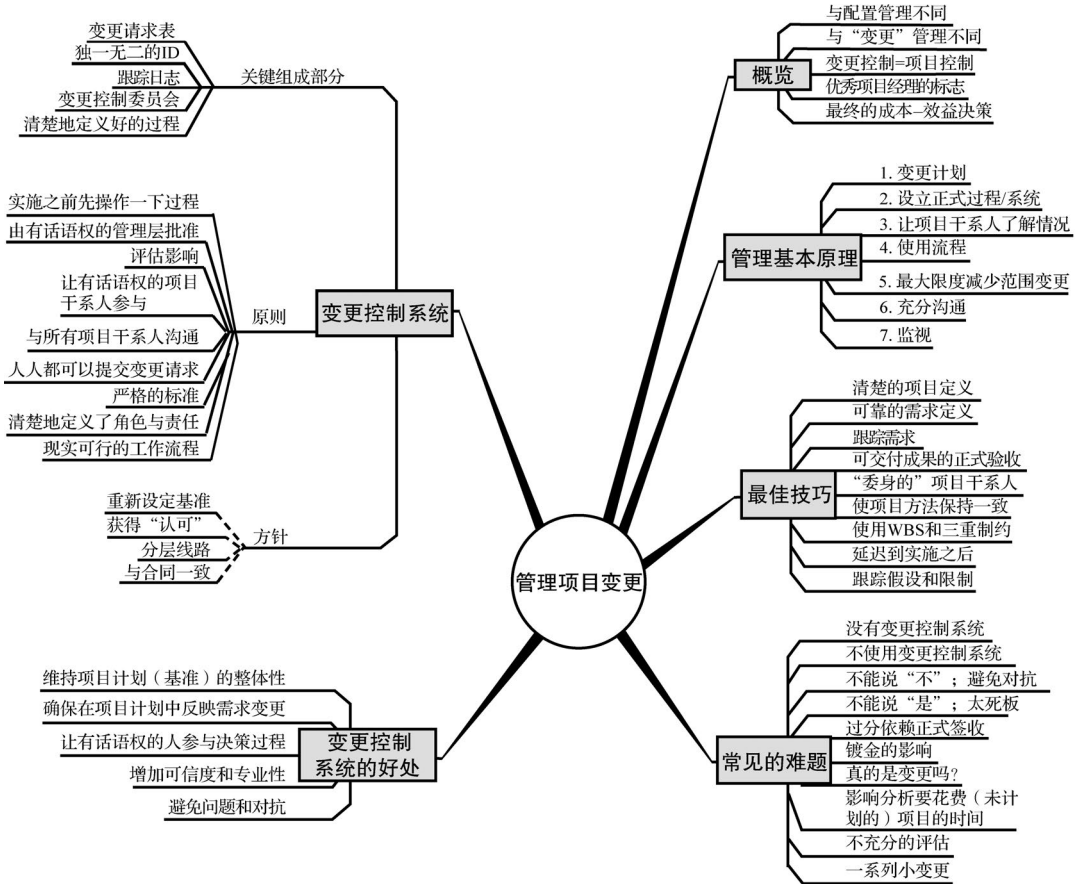 变更请求表
独一无二的ID
跟踪日志
变更控制委员会
清楚地定义好的过程
关键组成部分
实施之前先操作一下过程
由有话语权的管理层批准
评估影响
让有话语权的项目
干系人参与
与所有项目干系人沟通
人人都可以提交变更请求
严格的标准
清楚地定义了角色与责任
现实可行的工作流程
原则
变更控制系统
重新设定基准
获得“认可”
分层线路
与合同一致
方针
维持项目计划（基准）的整体性
确保在项目计划中反映需求变更
让有话语权的人参与决策过程
增加可信度和专业性
避免问题和对抗
变更控制
系统的好处
管理项目变更
概览
与配置管理不同
与“变更”管理不同
变更控制=项目控制
优秀项目经理的标志
最终的成本–效益决策
管理基本原理
1. 变更计划
2. 设立正式过程/系统
3. 让项目干系人了解情况
4. 使用流程
5. 最大限度减少范围变更
6. 充分沟通
7. 监视
最佳技巧
清楚的项目定义
可靠的需求定义
跟踪需求
可交付成果的正式验收
“委身的”项目干系人
使项目方法保持一致
使用WBS和三重制约
延迟到实施之后
跟踪假设和限制
常见的难题
没有变更控制系统
不使用变更控制系统
不能说“不”；避免对抗
不能说“是”；太死板
过分依赖正式签收
镀金的影响
真的是变更吗?
影响分析要花费（未计
划的）项目的时间
不充分的评估
一系列小变更